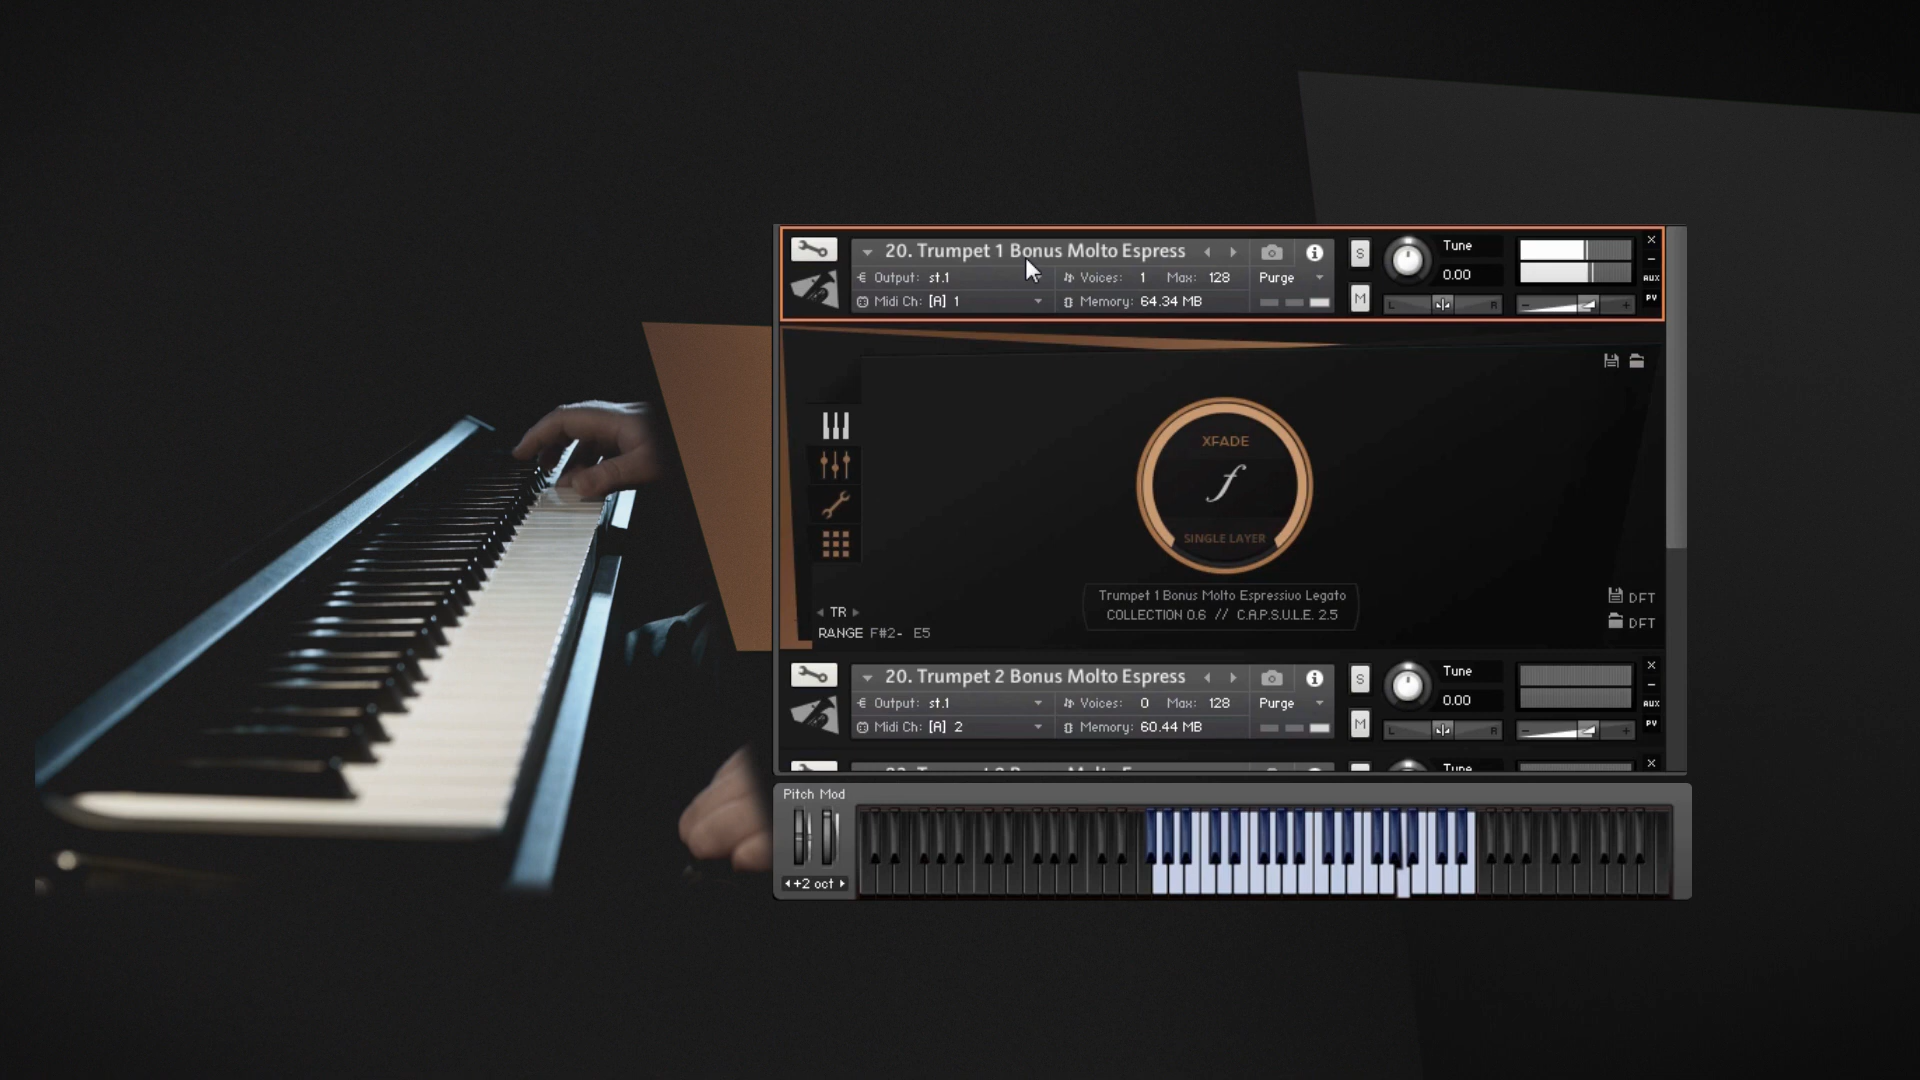 20. Trumpet 1 Bonus Molto Espress
Output: st.1
Voices: 1 Max: 128
Purge
Midi Ch: [A] 1
Memory: 64.34 MB
S
M
Tune
0.00
L R
- +
×
-
AUX
PV
XFADE
f
SINGLE LAYER
Trumpet 1 Bonus Molto Espressivo Legato
COLLECTION 0.6 // C.A.P.S.U.L.E. 2.5
TR
RANGE F#2- E5
DFT
DFT
20. Trumpet 2 Bonus Molto Espress
Output: st.1
Voices: 0 Max: 128
Purge
Midi Ch: [A] 2
Memory: 60.44 MB
S
M
Tune
0.00
L R
- +
×
-
AUX
PV
Tune
×
Pitch Mod
+2 oct